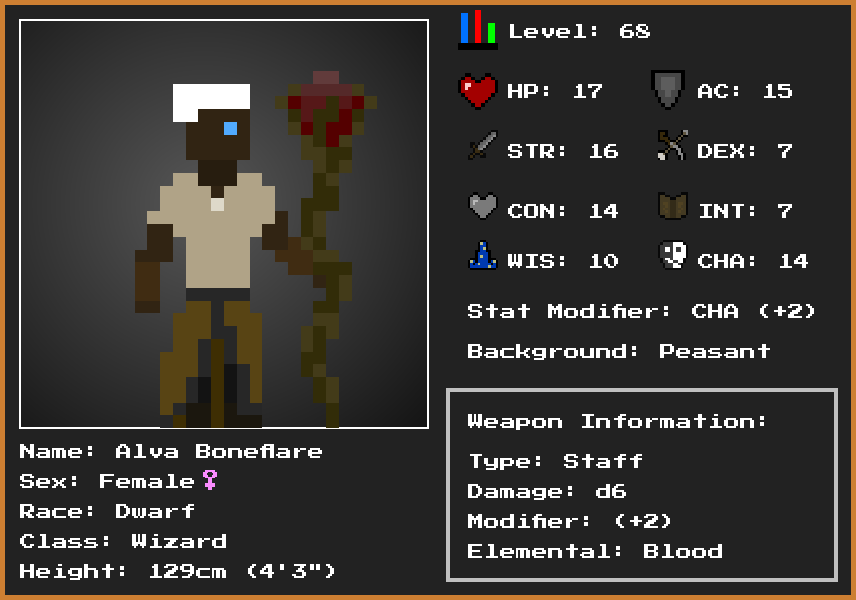 Level: 68
HP: 17
AC: 15
STR: 16
DEX: 7
CON: 14
INT: 7
WIS: 10
CHA: 14
Stat Modifier: CHA (+2)
Background: Peasant
Weapon Information:
Type: Staff
Damage: d6
Modifier: (+2)
Elemental: Blood
Name: Alva Boneflare
Sex: Female♀
Race: Dwarf
Class: Wizard
Height: 129cm (4'3")